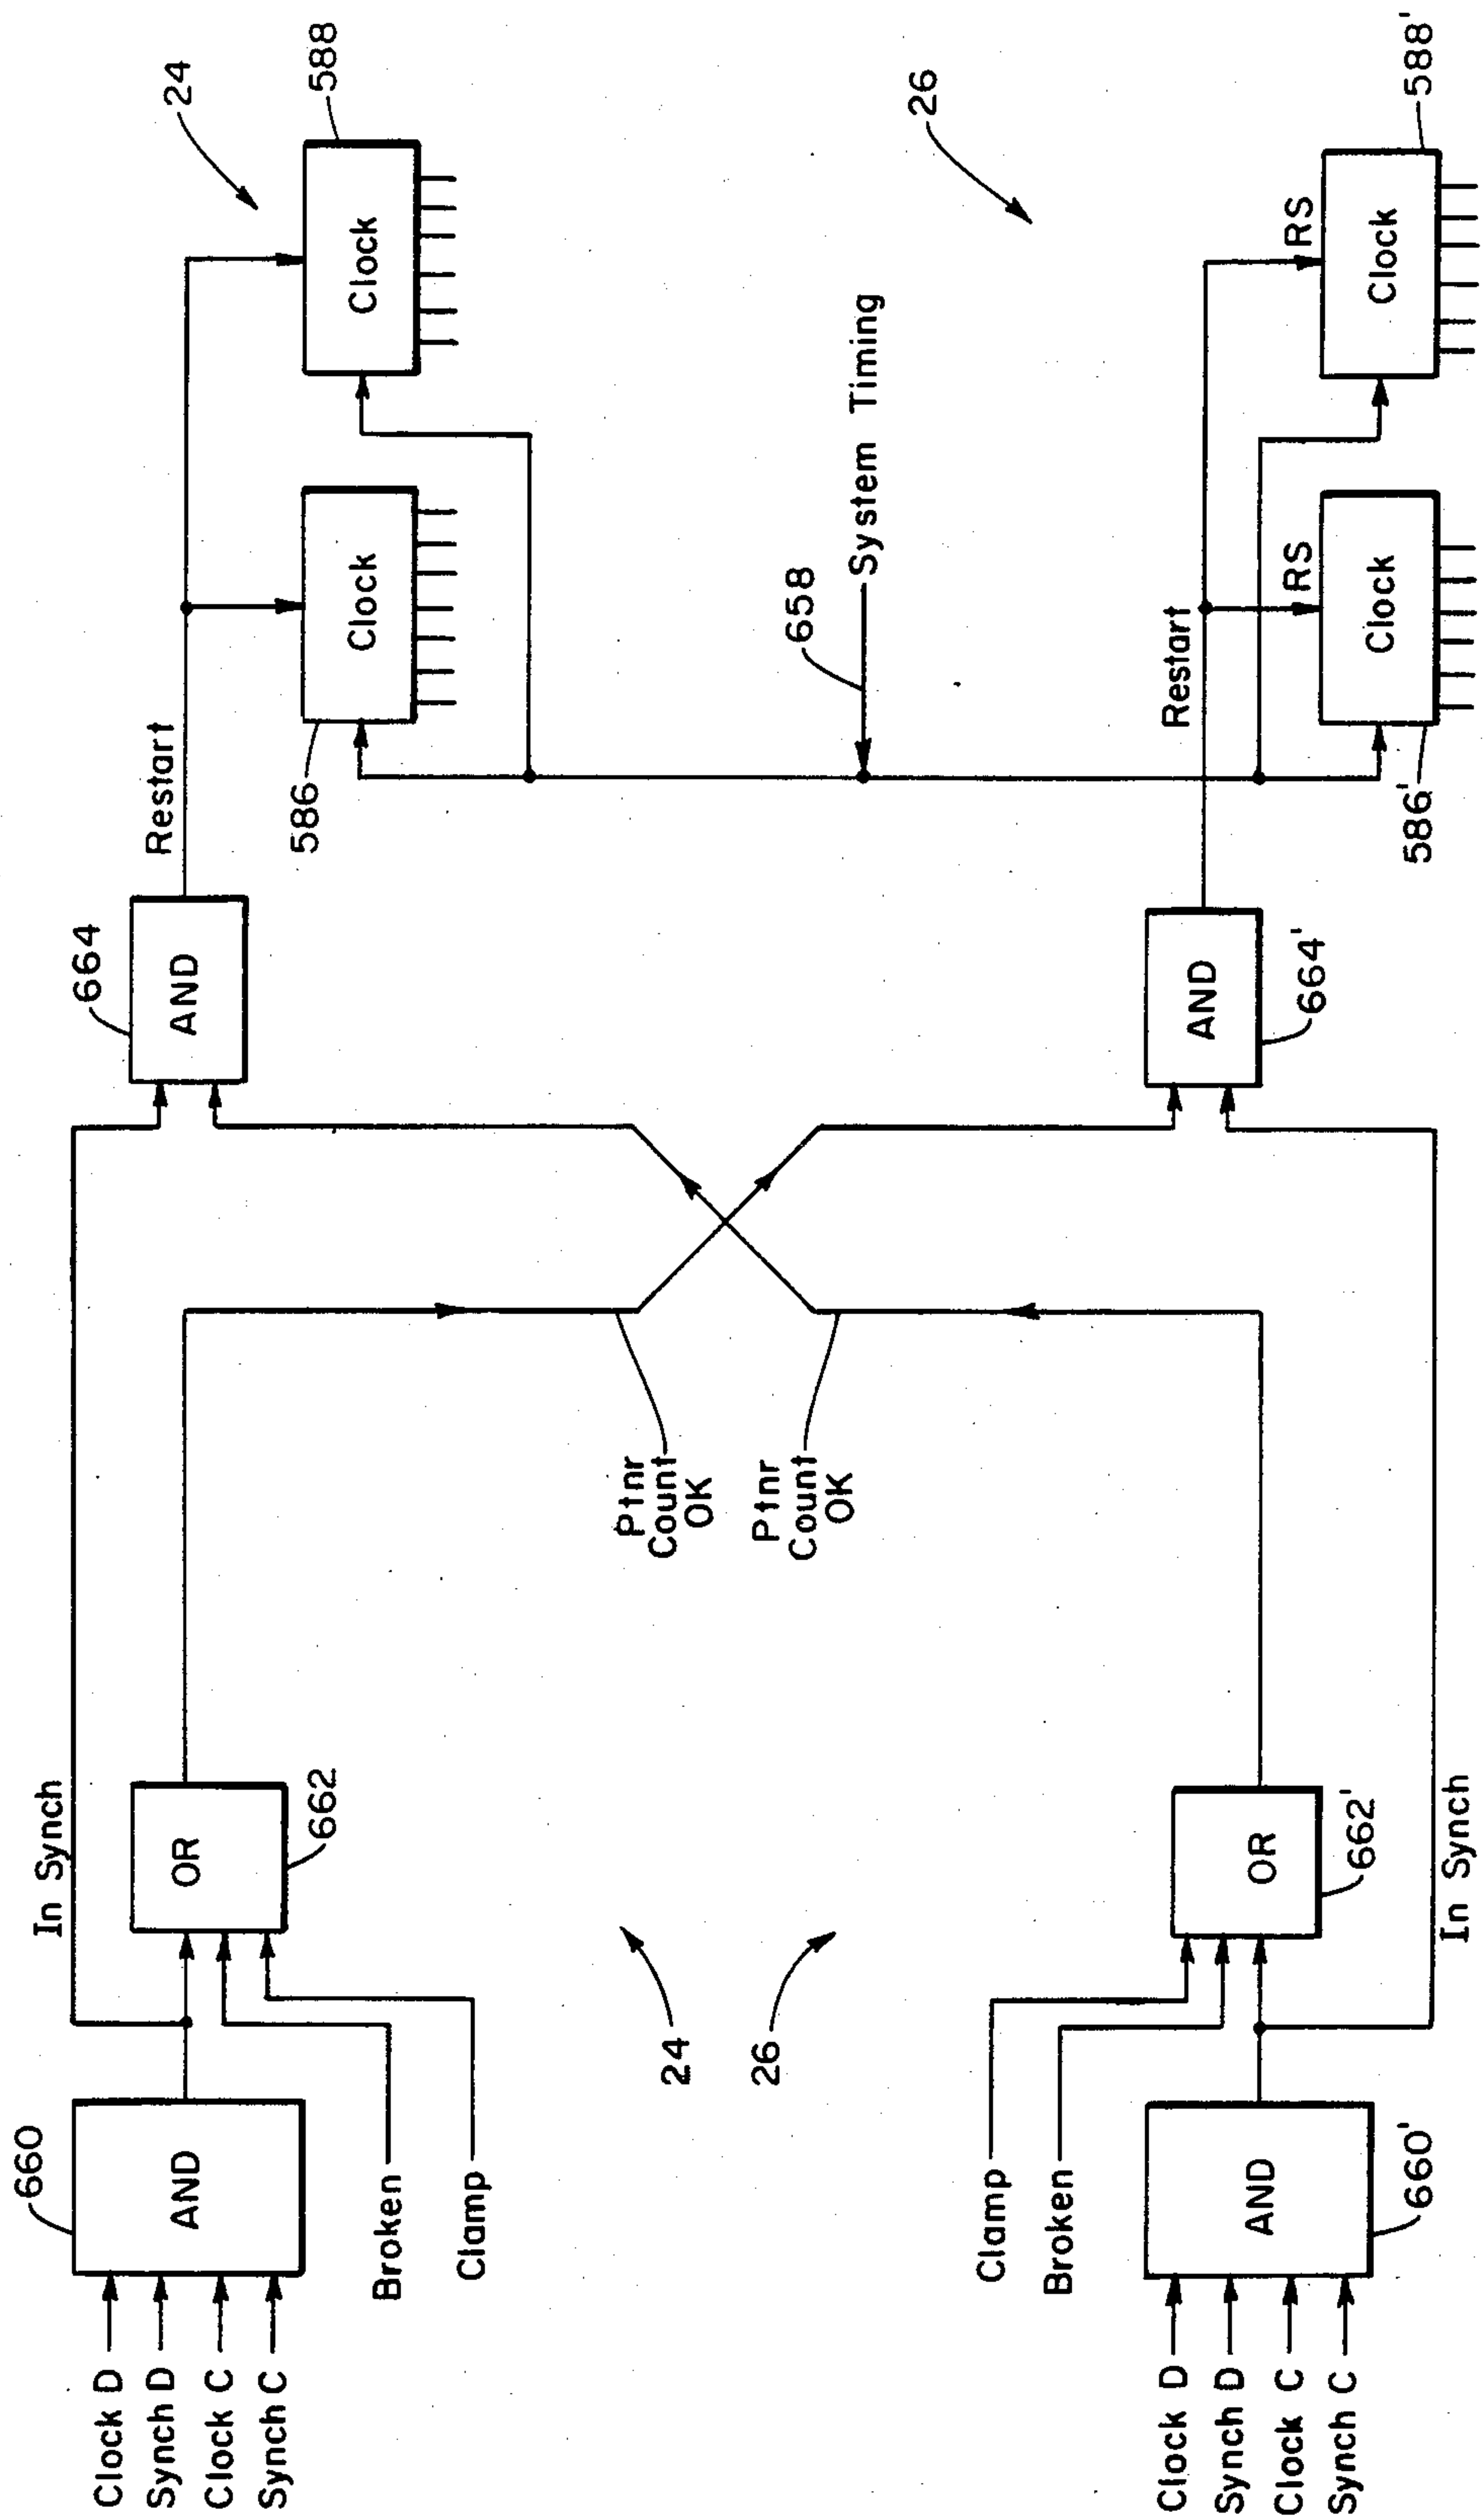 Clock D
Synch D
Clock C
Synch C
660
AND
Broken
Clamp
In Synch
OR
662
Ptnr
Count
OK
664
AND
Restart
586
Clock
Clock
588
24
24
26
Ptnr
Count
OK
658
System Timing
26
Clamp
Broken
Clock D
Synch D
Clock C
Synch C
AND
660'
OR
662'
In Synch
AND
664'
Restart
RS
Clock
586'
RS
Clock
588'